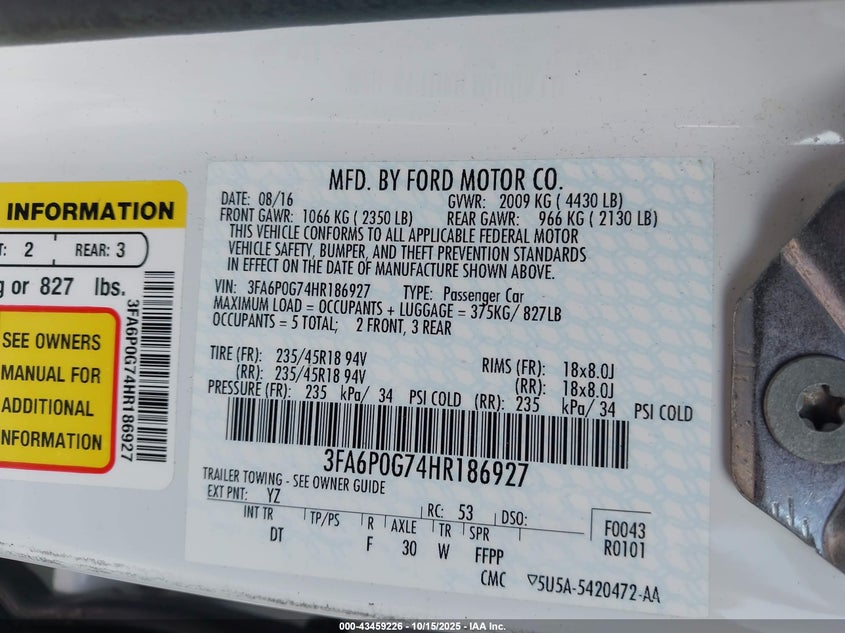 MFD. BY FORD MOTOR CO.
DATE: 08/16 GVWR: 2009 KG ( 4430 LB)
FRONT GAWR: 1066 KG ( 2350 LB) REAR GAWR: 966 KG ( 2130 LB)
THIS VEHICLE CONFORMS TO ALL APPLICABLE FEDERAL MOTOR
VEHICLE SAFETY, BUMPER, AND THEFT PREVENTION STANDARDS
IN EFFECT ON THE DATE OF MANUFACTURE SHOWN ABOVE.
VIN: 3FA6P0G74HR186927 TYPE: Passenger Car
MAXIMUM LOAD = OCCUPANTS + LUGGAGE = 375KG/ 827LB
OCCUPANTS = 5 TOTAL; 2 FRONT, 3 REAR
TIRE (FR): 235/45R18 94V RIMS (FR): 18x8.0J
(RR): 235/45R18 94V (RR): 18x8.0J
PRESSURE (FR): 235 kPa/ 34 PSI COLD (RR): 235 kPa/ 34 PSI COLD
3FA6P0G74HR186927
TRAILER TOWING - SEE OWNER GUIDE
EXT PNT: YZ RC: 53 DSO:
INT TR TP/PS R AXLE TR SPR
DT F 30 W FFPP
F0043
R0101
CMC ▽5U5A-5420472-AA
INFORMATION
T: 2 REAR: 3
g or 827 lbs.
SEE OWNERS
MANUAL FOR
ADDITIONAL
INFORMATION
3FA6P0G74HR186927
000-43459226 - 10/15/2025 - IAA Inc.